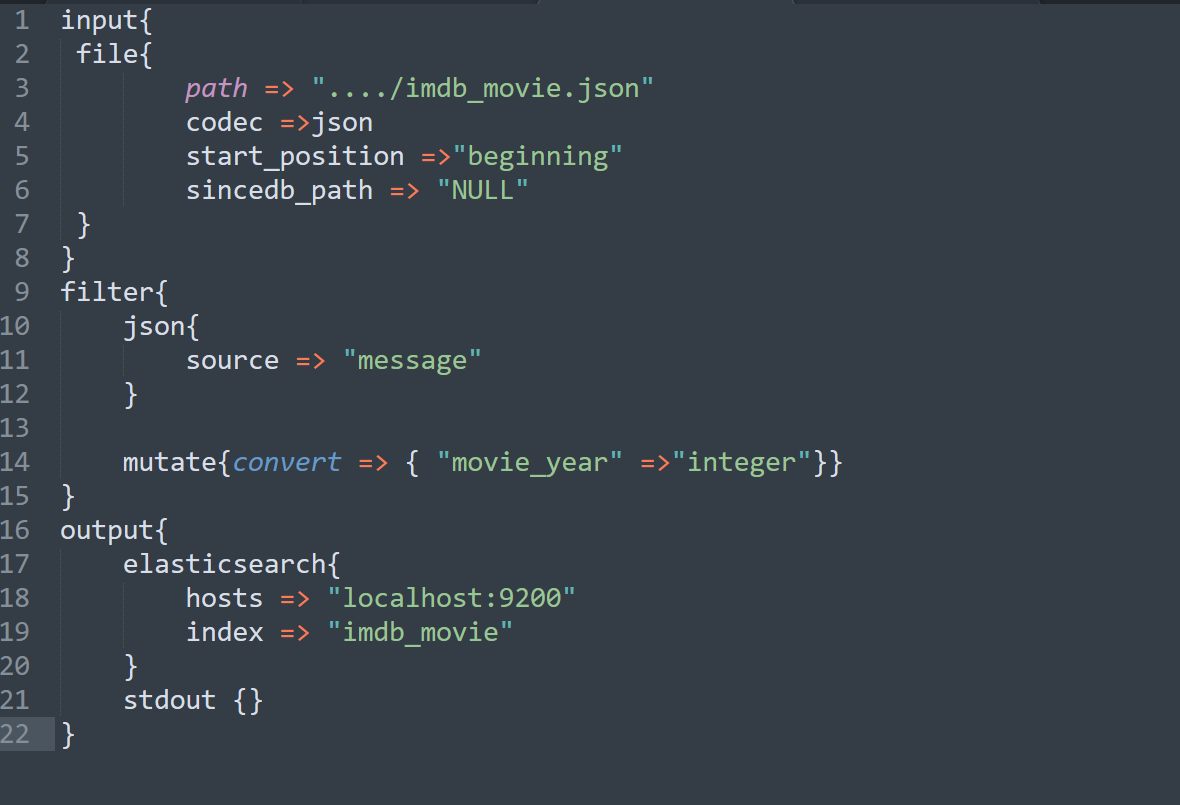 1 input{
2  file{
3         path => "..../imdb_movie.json"
4         codec =>json
5         start_position =>"beginning"
6         sincedb_path => "NULL"
7  }
8 }
9 filter{
10     json{
11         source => "message"
12     }
13
14     mutate{convert => { "movie_year" =>"integer"}}
15 }
16 output{
17     elasticsearch{
18         hosts => "localhost:9200"
19         index => "imdb_movie"
20     }
21     stdout {}
22 }